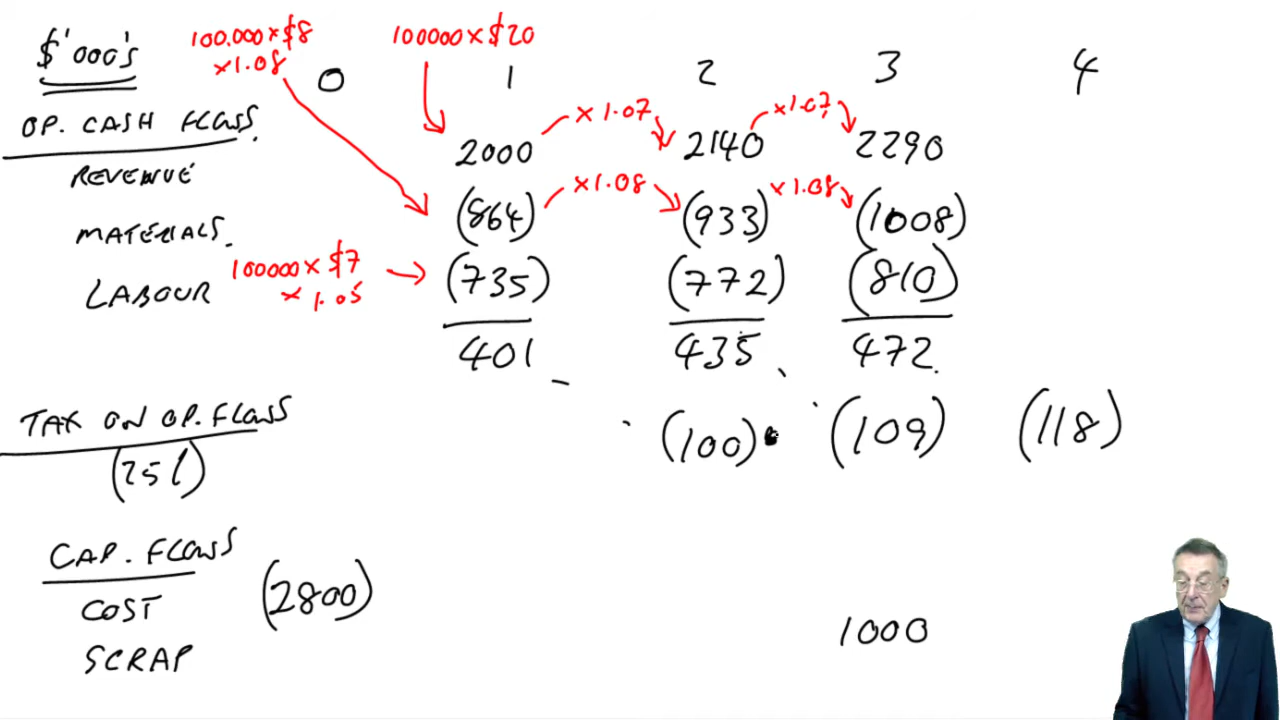 $'000's 100.000 × $8 100000 × $20
× 1.08
0 1 2 3 4
OP. CASH FLOWS.
× 1.07 × 1.07
REVENUE 2000 2140 2290
× 1.08 × 1.08
MATERIALS. (864) (933) (1008)
100000 × $7
× 1.05
LABOUR (735) (772) (810)
401 435 472.
TAX ON OP. FLOWS (100) (109) (118)
(25%)
CAP. FLOWS
COST (2800)
SCRAP 1000